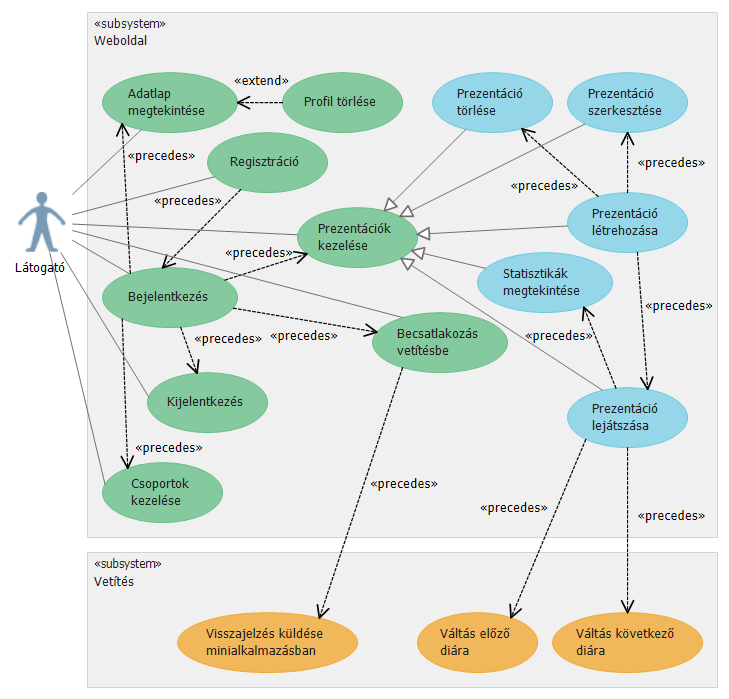 «subsystem»
Weboldal
Adatlap
megtekintése
«extend»
Profil törlése
Prezentáció
törlése
Prezentáció
szerkesztése
«precedes»
Regisztráció
«precedes»
«precedes»
«precedes»
Látogató
Prezentációk
kezelése
Prezentáció
létrehozása
«precedes»
Bejelentkezés
Statisztikák
megtekintése
«precedes»
«precedes»
«precedes»
Becsatlakozás
vetítésbe
«precedes»
Kijelentkezés
Prezentáció
lejátszása
«precedes»
Csoportok
kezelése
«precedes»
«precedes»
«precedes»
«subsystem»
Vetítés
Visszajelzés küldése
minialkalmazásban
Váltás előző
diára
Váltás következő
diára